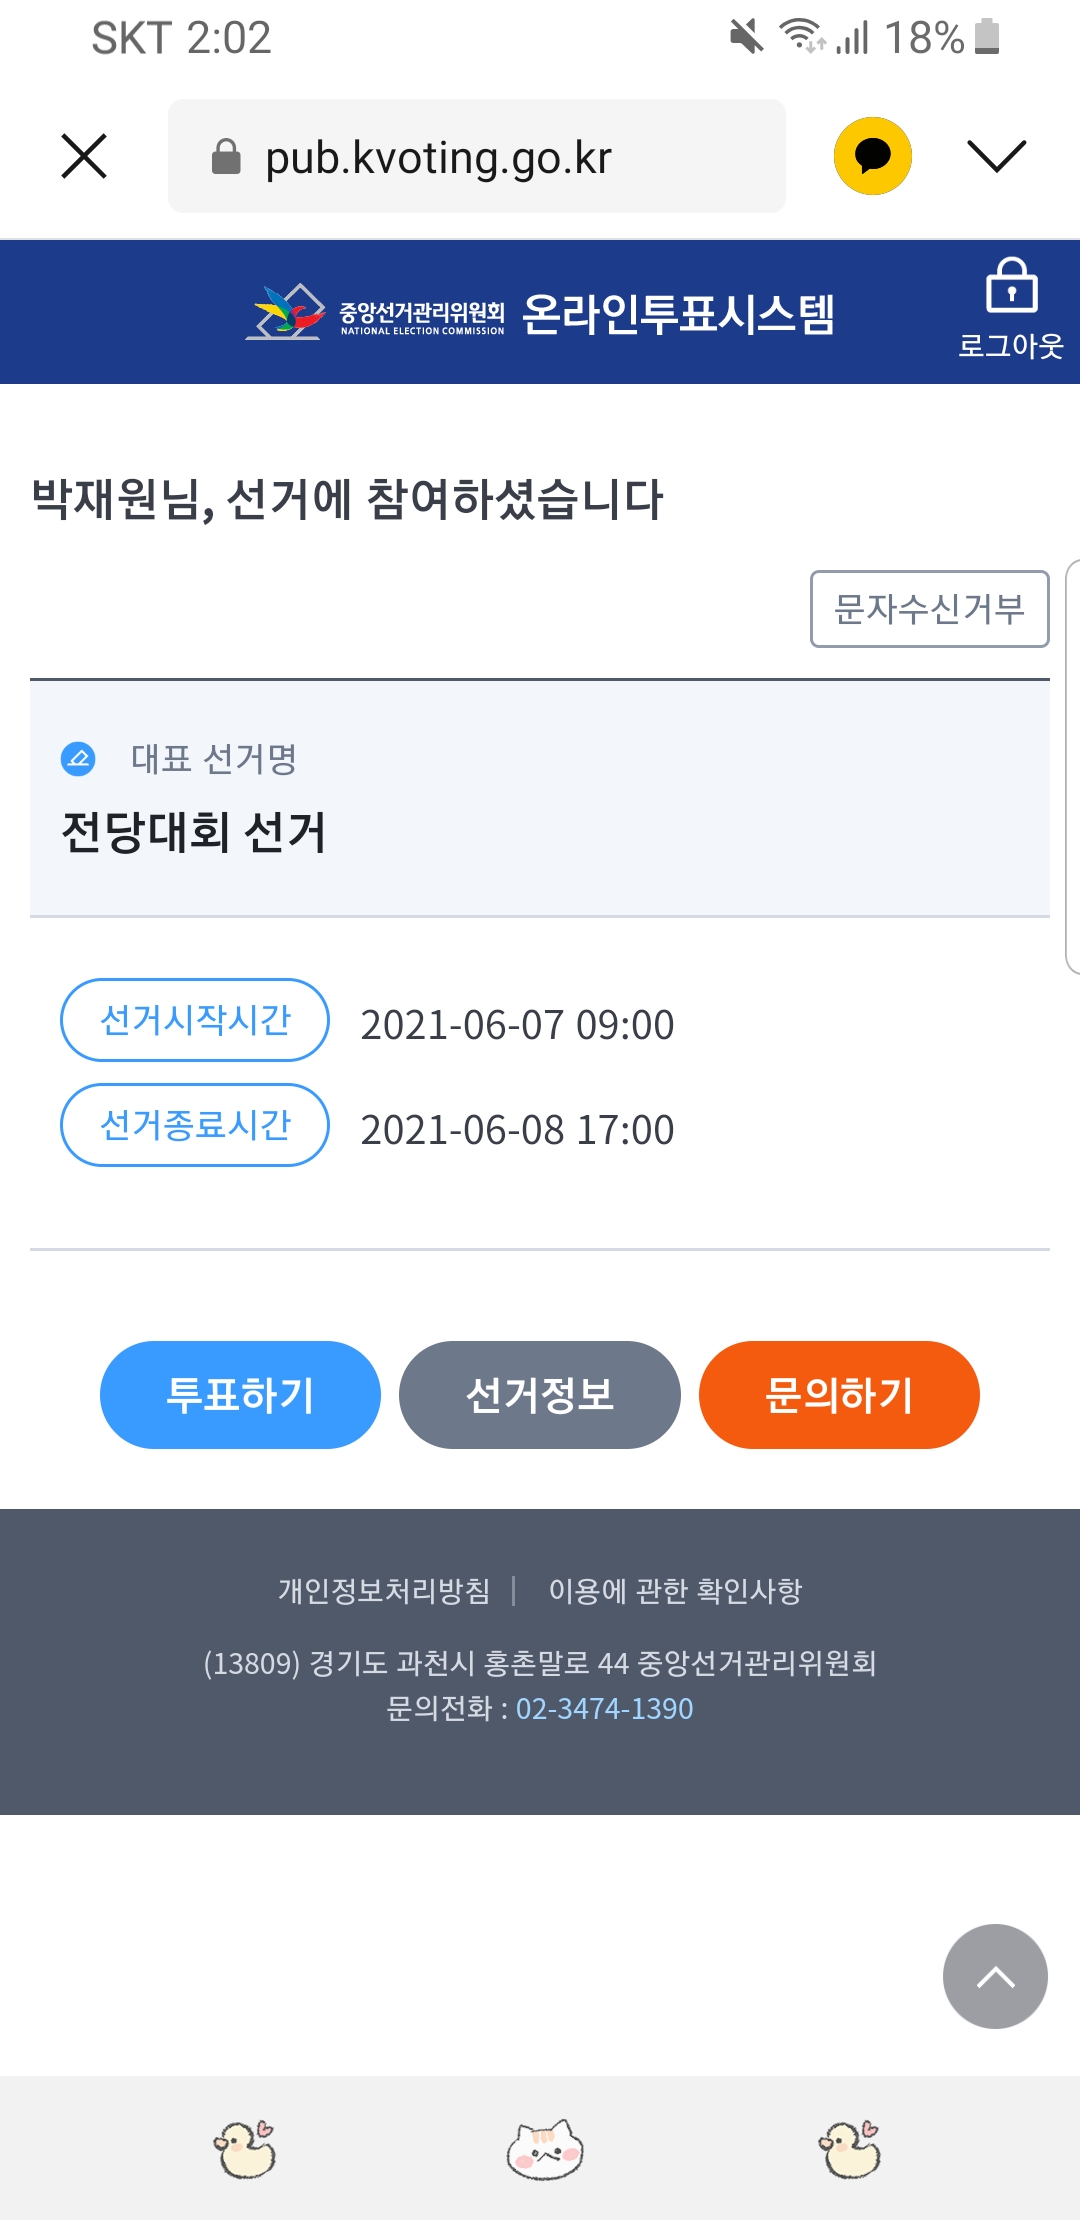 SKT 2:02 18%
pub.kvoting.go.kr
중앙선거관리위원회 온라인투표시스템
NATIONAL ELECTION COMMISSION
로그아웃
박재원님, 선거에 참여하셨습니다
문자수신거부
대표 선거명
전당대회 선거
선거시작시간 2021-06-07 09:00
선거종료시간 2021-06-08 17:00
투표하기 선거정보 문의하기
개인정보처리방침 | 이용에 관한 확인사항
(13809) 경기도 과천시 홍촌말로 44 중앙선거관리위원회
문의전화 : 02-3474-1390